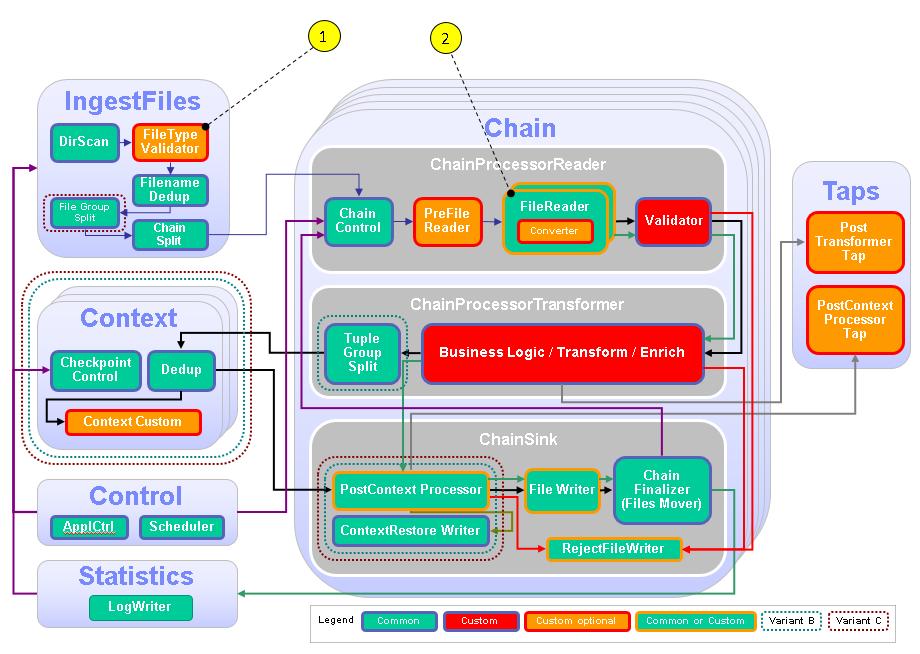 1
2
IngestFiles
DirScan
FileType
Validator
Filename
Dedup
File Group
Split
Chain
Split
Chain
ChainProcessorReader
Chain
Control
PreFile
Reader
FileReader
Converter
Validator
Taps
Post
Transformer
Tap
PostContext
Processor
Tap
ChainProcessorTransformer
Tuple
Group
Split
Business Logic / Transform / Enrich
Context
Checkpoint
Control
Dedup
Context Custom
ChainSink
PostContext Processor
File Writer
Chain
Finalizer
(Files Mover)
ContextRestore Writer
RejectFileWriter
Control
ApplCtrl
Scheduler
Statistics
LogWriter
Legend
Common
Custom
Custom optional
Common or Custom
Variant B
Variant C